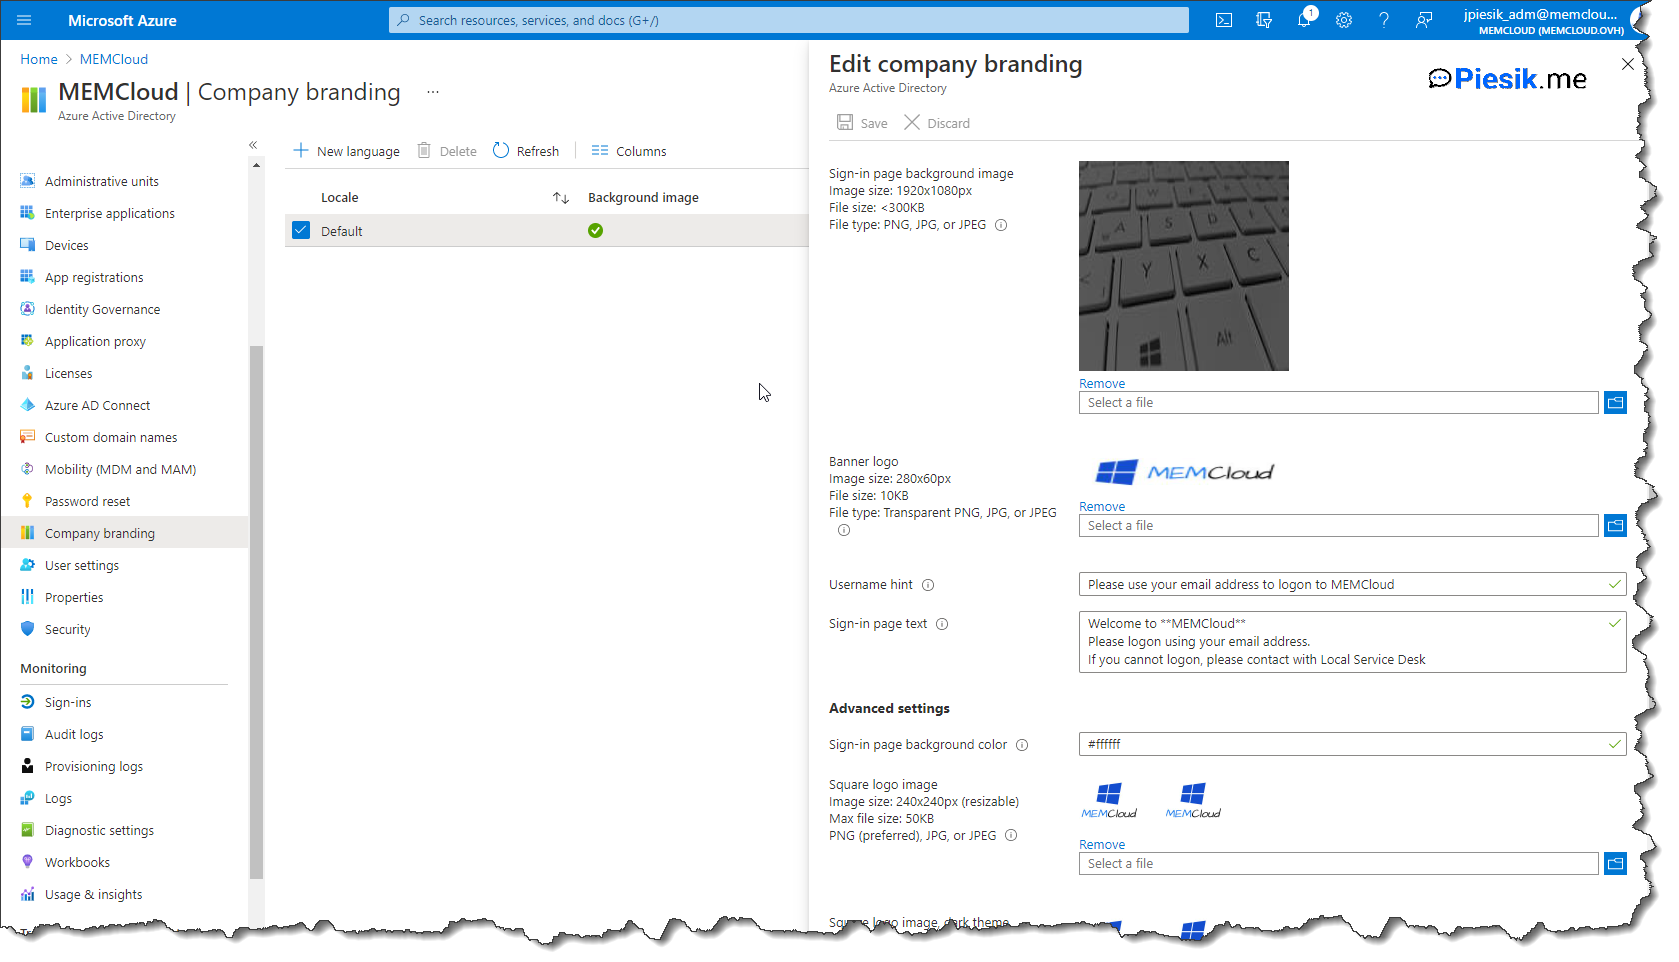 Microsoft Azure
Search resources, services, and docs (G+/)
1
jpiesik_adm@memclou...
MEMCLOUD (MEMCLOUD.OVH)
Home > MEMCloud
MEMCloud | Company branding ...
Azure Active Directory
«
Administrative units
Enterprise applications
Devices
App registrations
Identity Governance
Application proxy
Licenses
Azure AD Connect
Custom domain names
Mobility (MDM and MAM)
Password reset
Company branding
User settings
Properties
Security
Monitoring
Sign-ins
Audit logs
Provisioning logs
Logs
Diagnostic settings
Workbooks
Usage & insights
New language
Delete
Refresh
Columns
Locale
Background image
Default
Edit company branding
Azure Active Directory
Piesik.me
Save
Discard
Sign-in page background image
Image size: 1920x1080px
File size: <300KB
File type: PNG, JPG, or JPEG
A S D
Y X C
Alt
Remove
Select a file
Banner logo
Image size: 280x60px
File size: 10KB
File type: Transparent PNG, JPG, or JPEG
MEMCloud
Remove
Select a file
Username hint
Please use your email address to logon to MEMCloud
Sign-in page text
Welcome to **MEMCloud**
Please logon using your email address.
If you cannot logon, please contact with Local Service Desk
Advanced settings
Sign-in page background color
#ffffff
Square logo image
Image size: 240x240px (resizable)
Max file size: 50KB
PNG (preferred), JPG, or JPEG
MEMCloud
MEMCloud
Remove
Select a file
Square logo image, dark theme